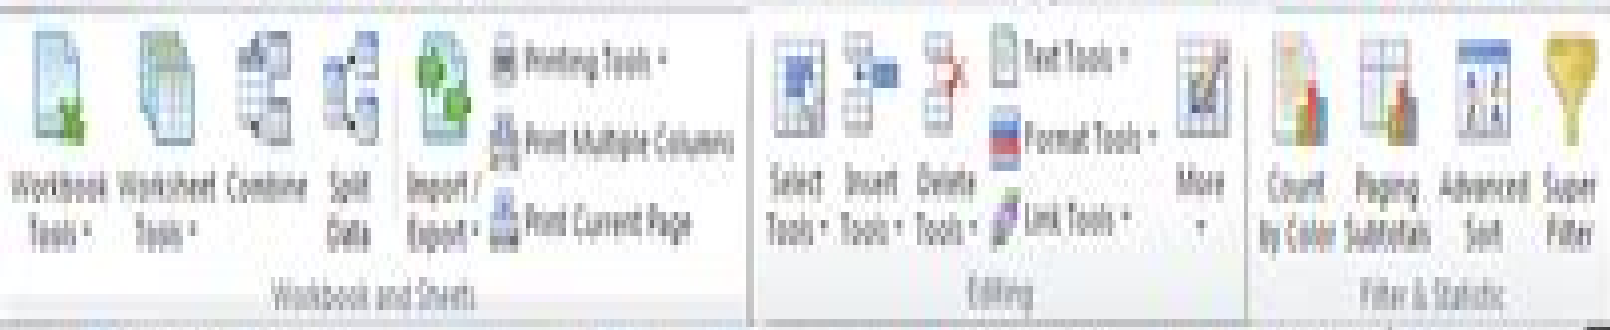 Workbook Tools
Worksheet Tools
Combine
Split Data
Import / Export
Printing Tools
Print Multiple Columns
Print Current Page
Workbook and Sheets
Select Tools
Insert Tools
Delete Tools
Text Tools
Format Tools
Link Tools
More
Editing
Count by Color
Paging Subtotals
Advanced Sort
Super Filter
Filter & Statistic